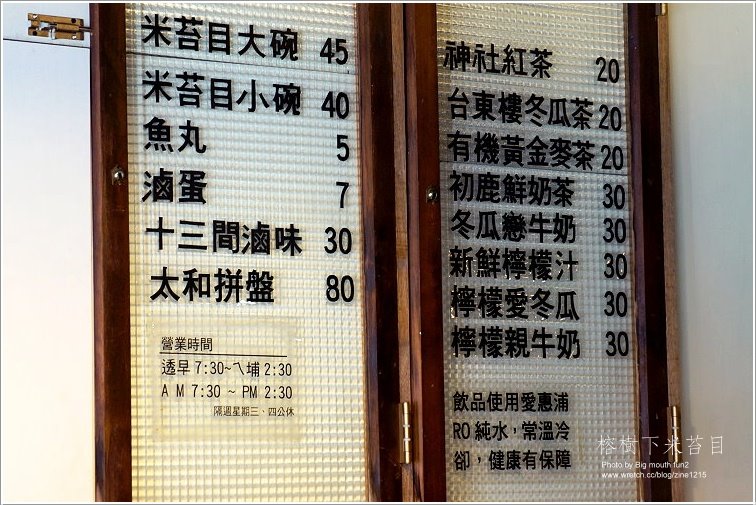 米苔目大碗 45
米苔目小碗 40
魚丸 5
滷蛋 7
十三間滷味 30
太和拼盤 80
營業時間
透早 7:30~ㄟ埔 2:30
A M 7:30 ~ PM 2:30
隔週星期三、四公休
神社紅茶 20
台東樓冬瓜茶 20
有機黃金麥茶 20
初鹿鮮奶茶 30
冬瓜戀牛奶 30
新鮮檸檬汁 30
檸檬愛冬瓜 30
檸檬親牛奶 30
飲品使用愛惠浦
RO 純水，常溫冷
卻，健康有保障
榕樹下米苔目
Photo by Big mouth fun2
www.wretch.cc/blog/zine1215